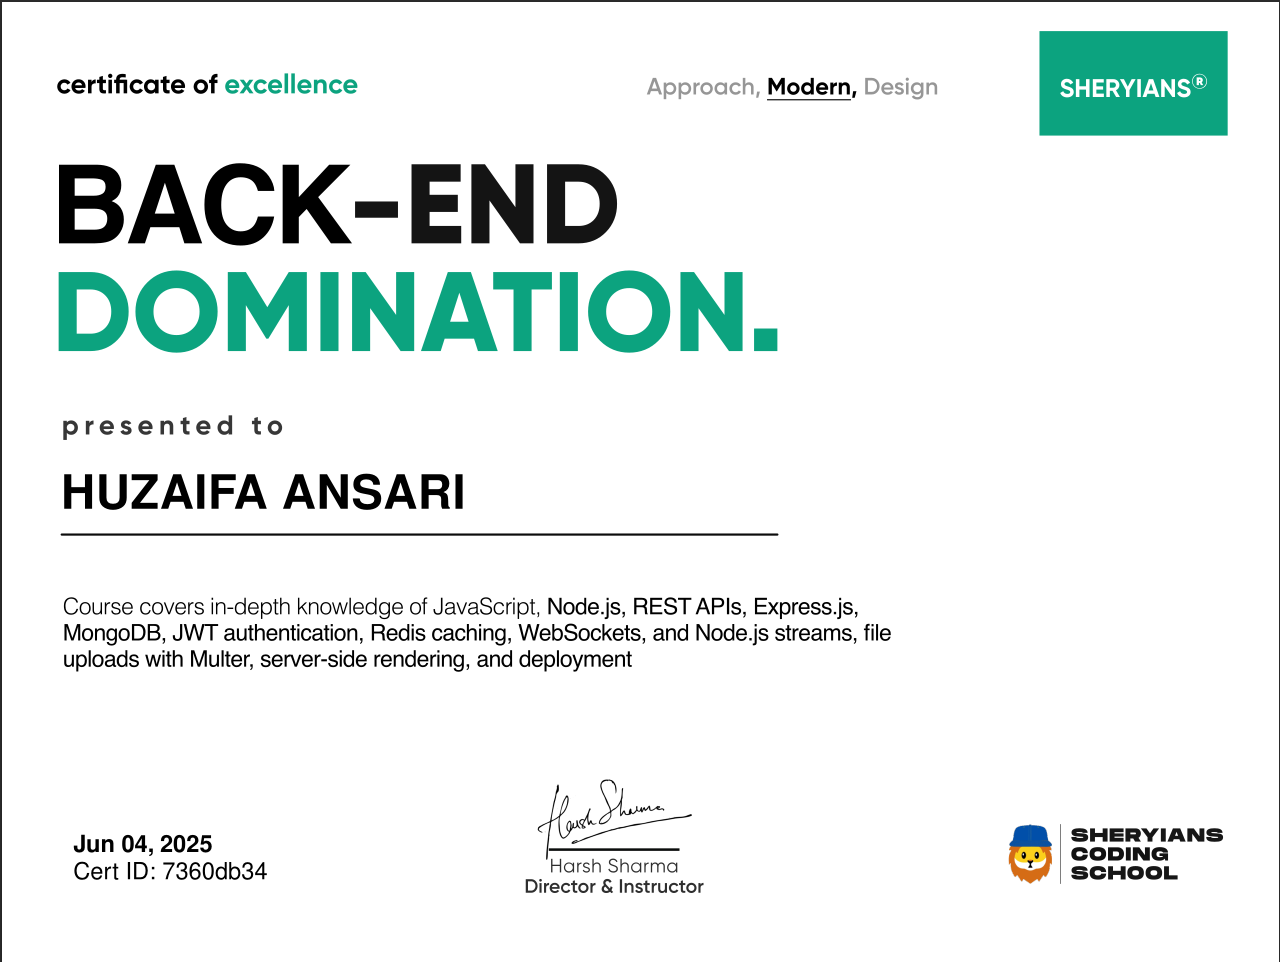 certificate of excellence
Approach, Modern, Design
SHERYIANS®
BACK-END
DOMINATION.
presented to
HUZAIFA ANSARI
Course covers in-depth knowledge of JavaScript, Node.js, REST APIs, Express.js,
MongoDB, JWT authentication, Redis caching, WebSockets, and Node.js streams, file
uploads with Multer, server-side rendering, and deployment
Jun 04, 2025
Cert ID: 7360db34
Harsh Sharma
Harsh Sharma
Director & Instructor
SHERYIANS
CODING
SCHOOL